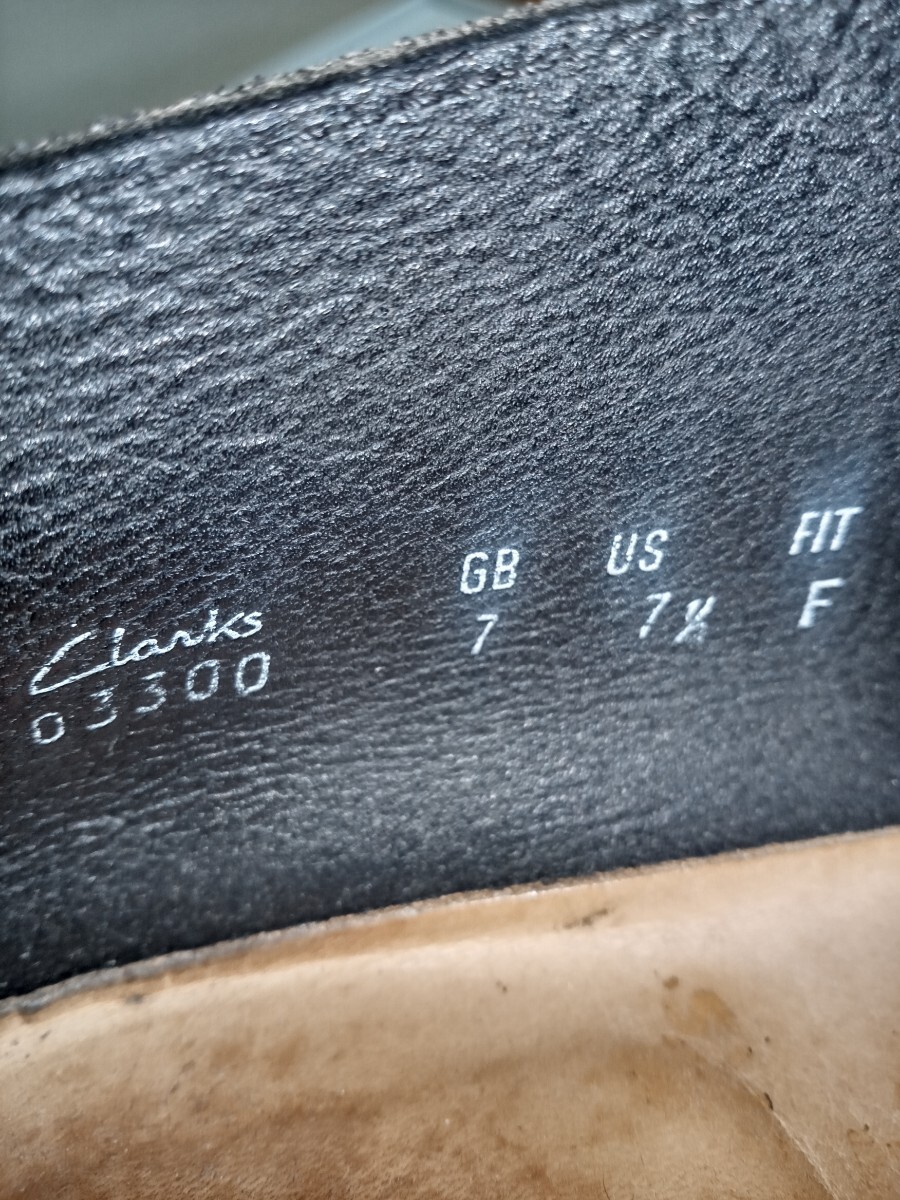 Clarks
03300
GB US FIT
7 7½ F